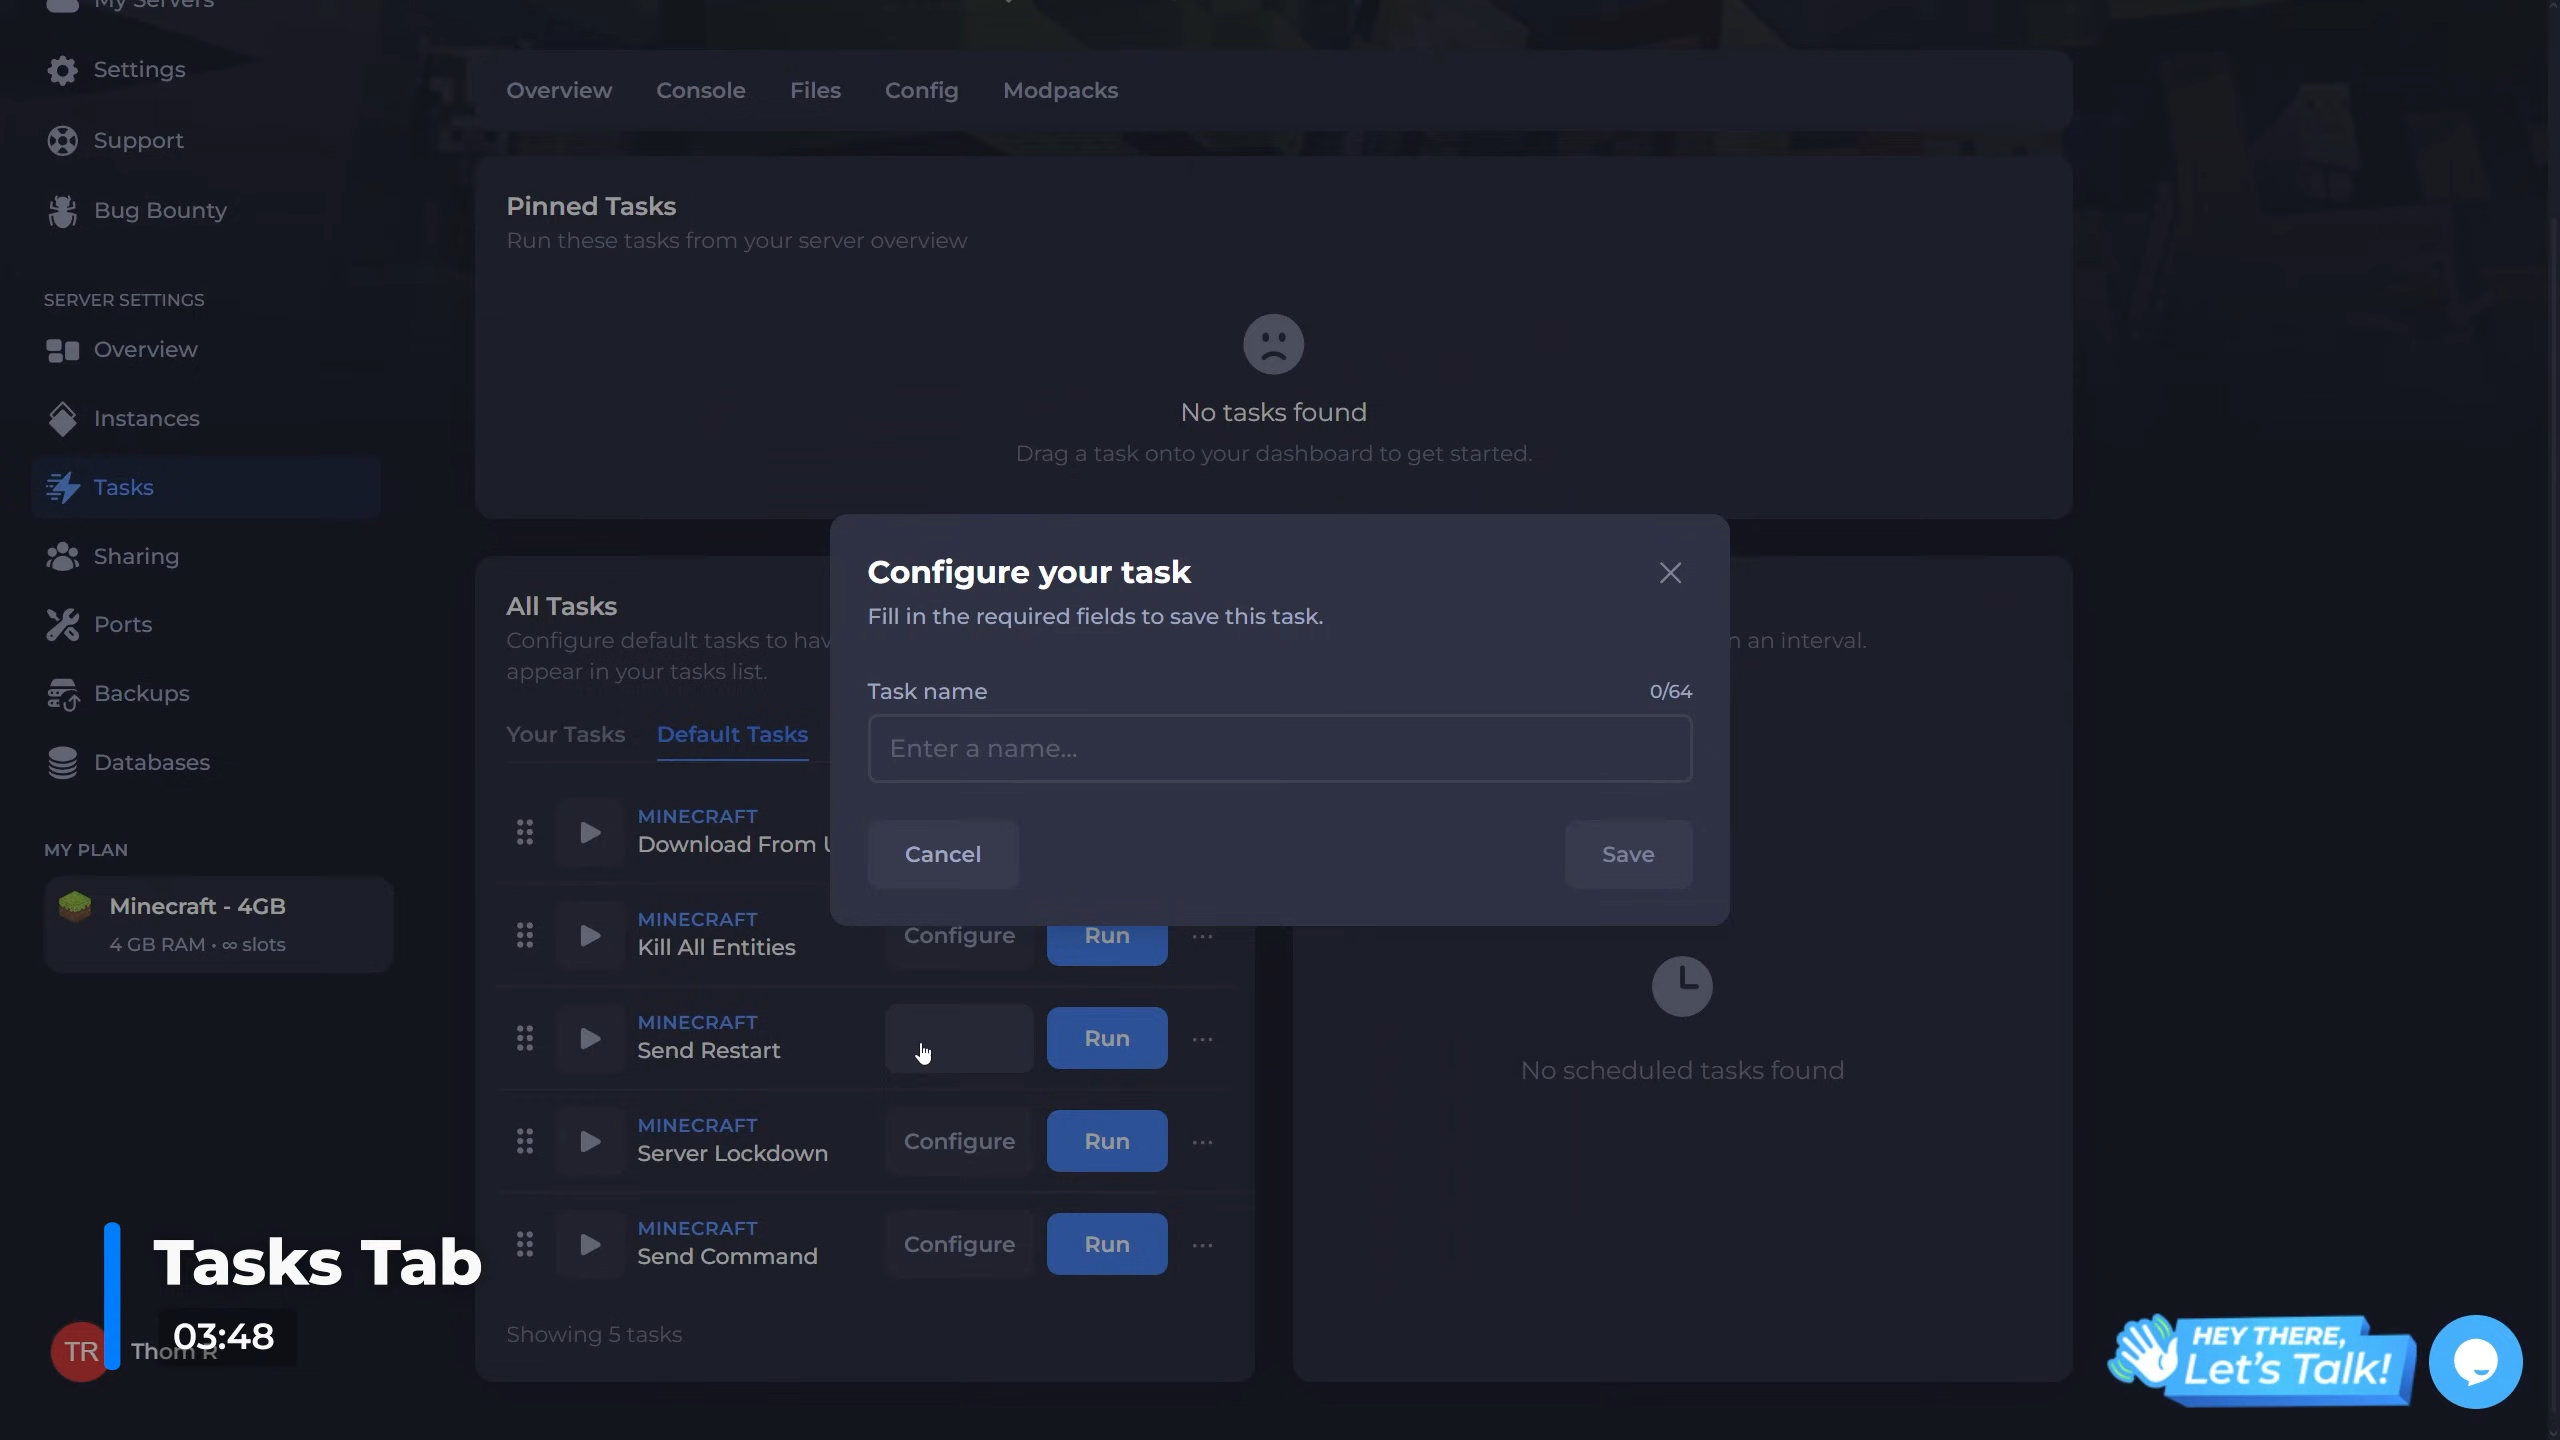 My Servers
Settings
Support
Bug Bounty
SERVER SETTINGS
Overview
Instances
Tasks
Sharing
Ports
Backups
Databases
MY PLAN
Minecraft - 4GB
4 GB RAM • ∞ slots
Tasks Tab
03:48
TR
Thom R
Overview Console Files Config Modpacks
Pinned Tasks
Run these tasks from your server overview
No tasks found
Drag a task onto your dashboard to get started.
All Tasks
Configure default tasks to hav
appear in your tasks list.
Your Tasks Default Tasks
MINECRAFT
Download From U
MINECRAFT
Kill All Entities
Configure Run
MINECRAFT
Send Restart
Run
MINECRAFT
Server Lockdown
Configure Run
MINECRAFT
Send Command
Configure Run
Showing 5 tasks
Configure your task
Fill in the required fields to save this task.
Task name 0/64
Enter a name...
Cancel Save
n an interval.
No scheduled tasks found
HEY THERE,
Let's Talk!